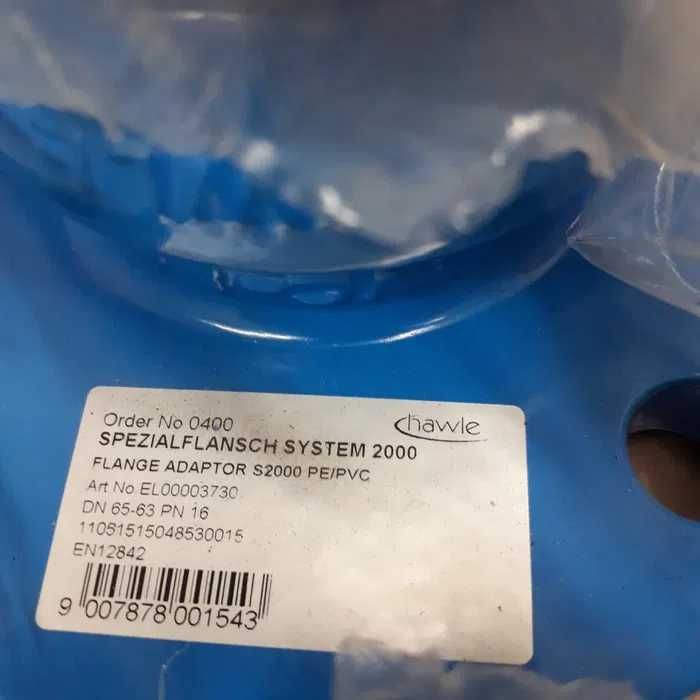 Order No 0400
hawle
SPEZIALFLANSCH SYSTEM 2000
FLANGE ADAPTOR S2000 PE/PVC
Art No EL00003730
DN 65-63 PN 16
11051515048530015
EN12842
9 007878 001543